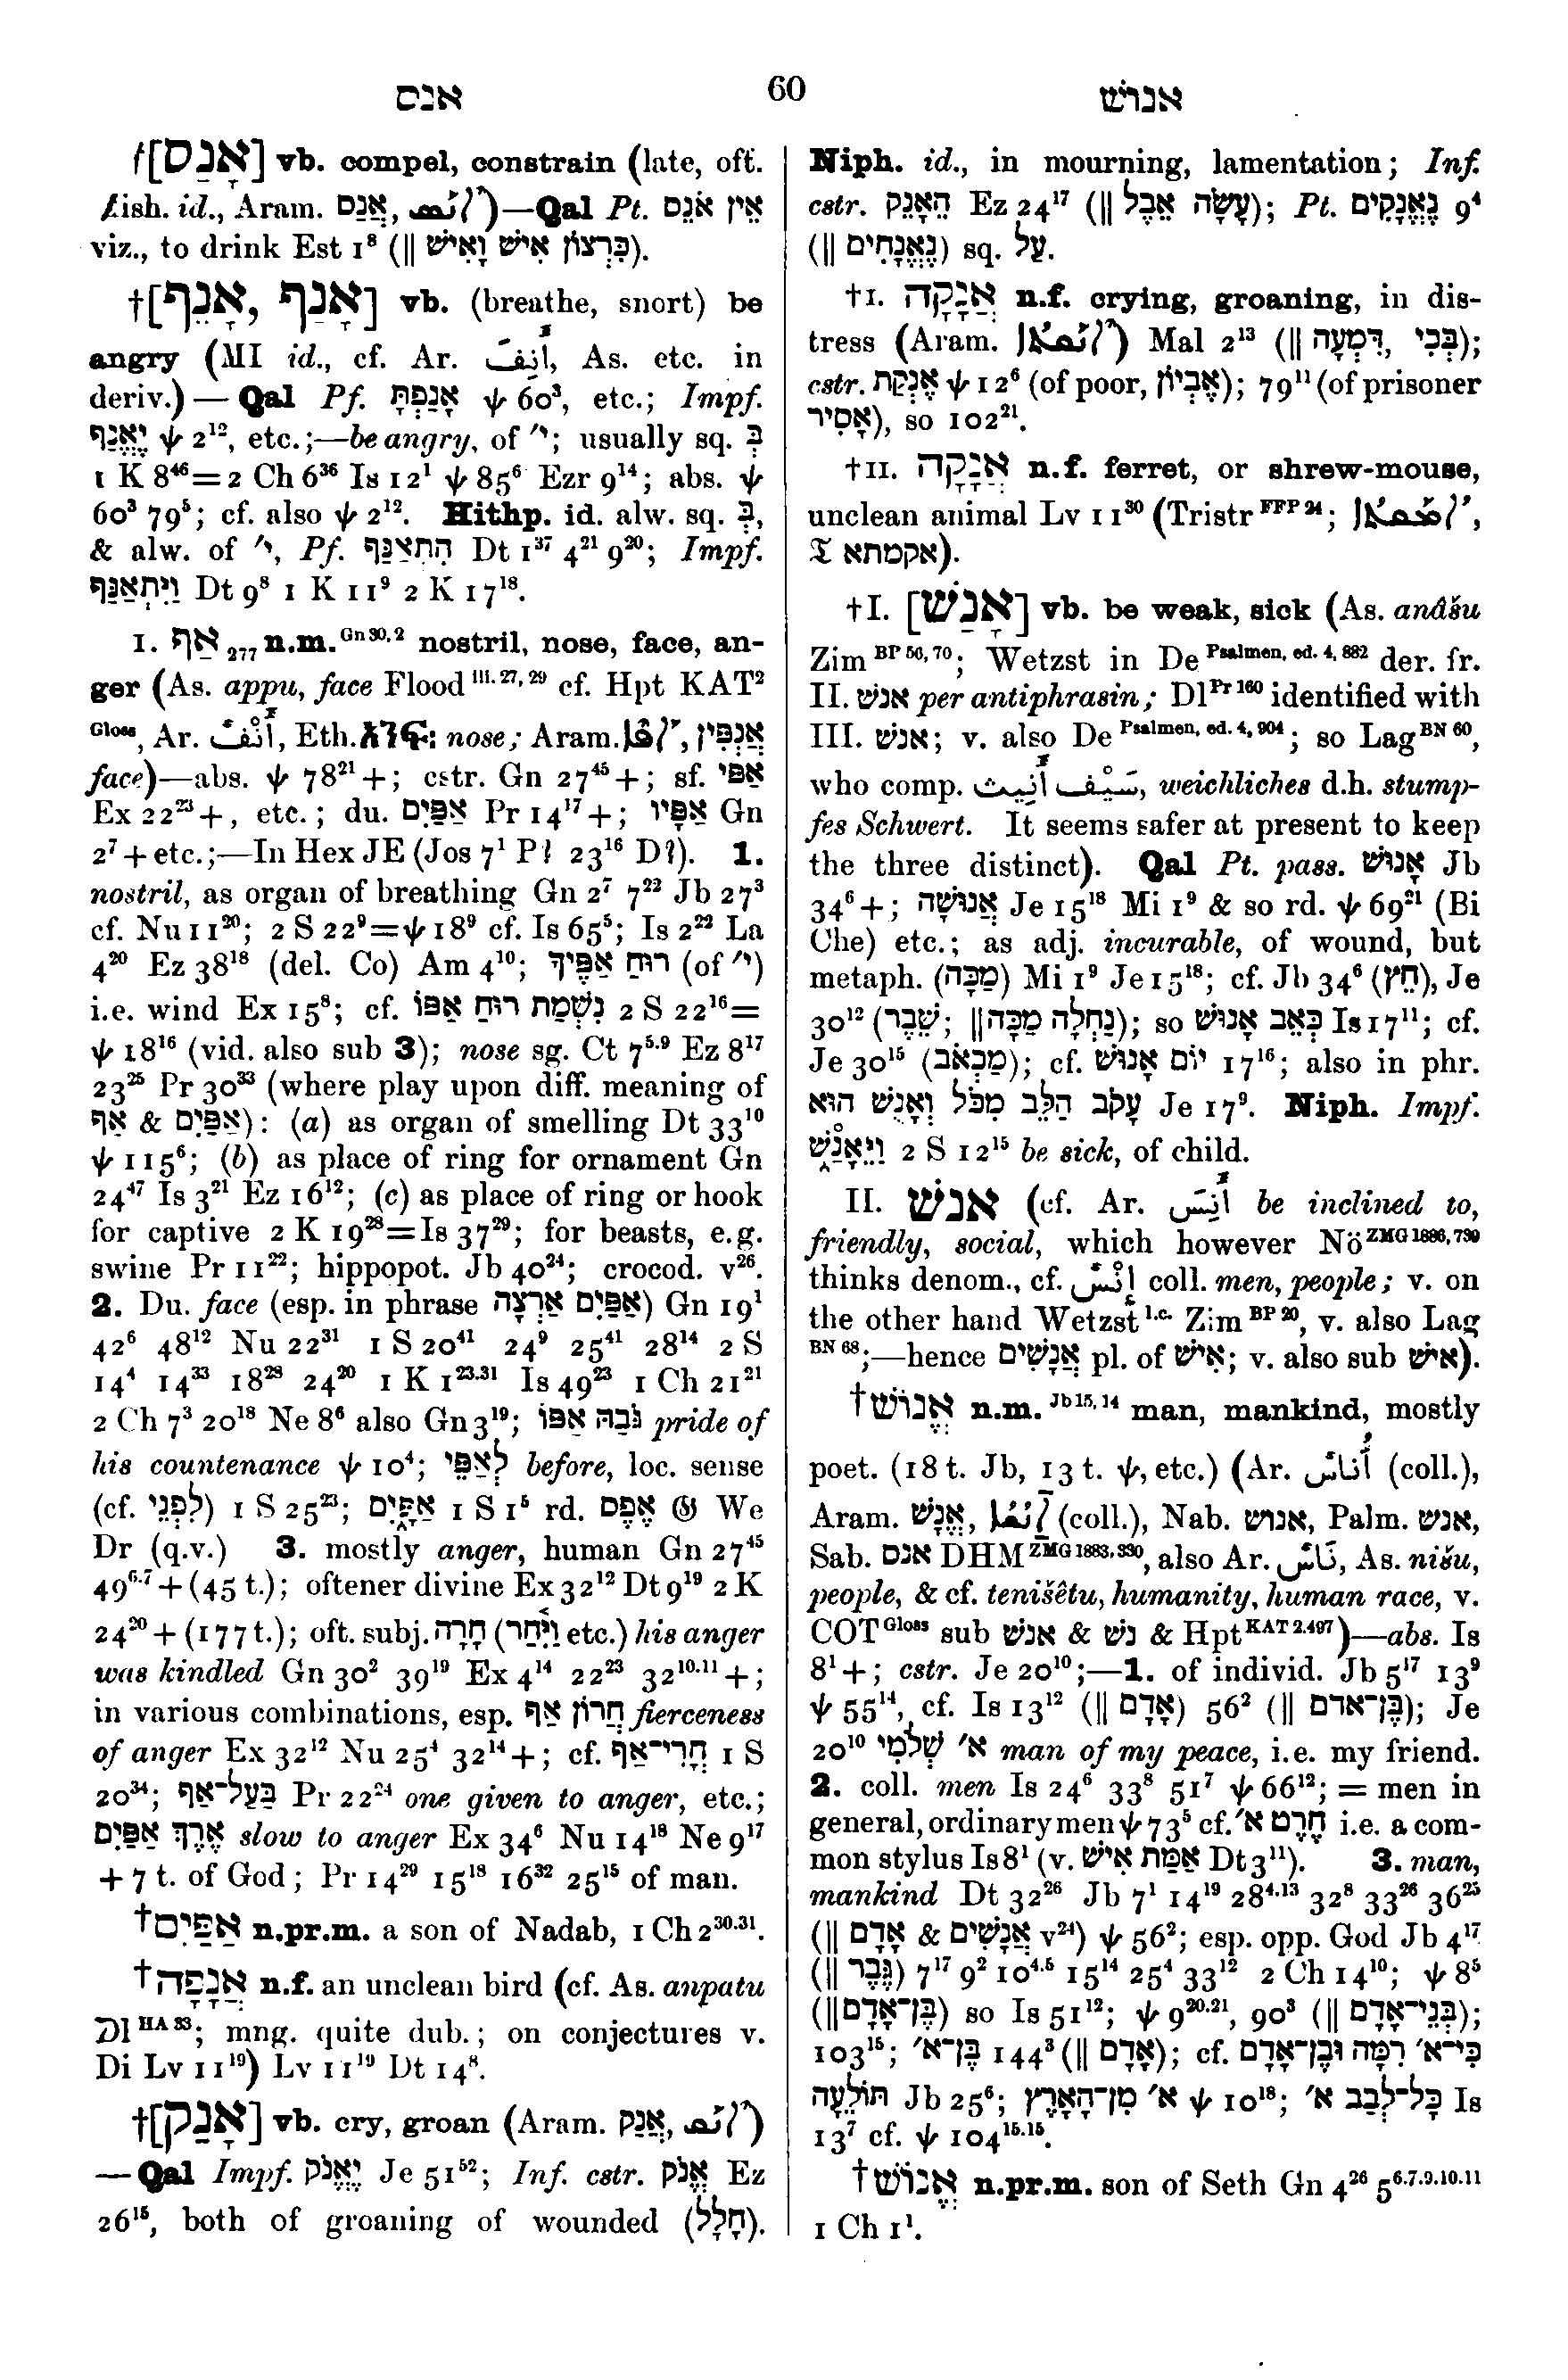 אנס
60
אנוש
†[אָנַס] vb. compel, constrain (late, oft.
Mish. id., Aram. אֲנַס,)—Qal Pt. אֵין אֹנֵס
viz., to drink Est 1⁸ (|| כִּרְצוֹן אִישׁ וָאִישׁ).
†[אָנֵף, אָנַף] vb. (breathe, snort) be
angry (MI id., cf. Ar. أَنِفَ, As. etc. in
deriv.)— Qal Pf. אָנַפְתָּ ψ 60³, etc.; Impf.
יֶאֱנַף ψ 2¹², etc.;—be angry, of י״; usually sq. בְּ
1 K 8⁴⁶=2 Ch 6³⁶ Is 12¹ ψ 85⁶ Ezr 9¹⁴; abs. ψ
60³ 79⁵; cf. also ψ 2¹². Hithp. id. alw. sq. בְּ,
& alw. of י״, Pf. הִתְאַנַּף Dt 1³⁷ 4²¹ 9²⁰; Impf.
וַיִּתְאַנַּף Dt 9⁸ 1 K 11⁹ 2 K 17¹⁸.
I. אַף ₂₇₇ n.m. Gn 30, 2 nostril, nose, face, an-
ger (As. appu, face Flood III. 27, 29 cf. Hpt KAT²
Gloss, Ar. أَنْفٌ, Eth. አንፍ፡ nose; Aram. אַנְפִּין,
face)—abs. ψ 78²¹+; cstr. Gn 27⁴⁵+; sf. אַפִּי
Ex 22²³+, etc.; du. אַפַּיִם Pr 14¹⁷+; אַפָּיו Gn
2⁷+etc.;—In Hex JE (Jos 7¹ P? 23¹⁶ D?). 1.
nostril, as organ of breathing Gn 2⁷ 7²² Jb 27³
cf. Nu 11²⁰; 2 S 22⁹=ψ 18⁹ cf. Is 65⁵; Is 2²² La
4²⁰ Ez 38¹⁸ (del. Co) Am 4¹⁰; רוּחַ אַפֶּיךָ (of י״)
i.e. wind Ex 15⁸; cf. נִשְׁמַת רוּחַ אַפּוֹ 2 S 22¹⁶=
ψ 18¹⁶ (vid. also sub 3); nose sg. Ct 7⁵·⁹ Ez 8¹⁷
23²⁵ Pr 30³³ (where play upon diff. meaning of
אַף & אַפַּיִם): (a) as organ of smelling Dt 33¹⁰
ψ 115⁶; (b) as place of ring for ornament Gn
24⁴⁷ Is 3²¹ Ez 16¹²; (c) as place of ring or hook
for captive 2 K 19²⁸=Is 37²⁹; for beasts, e.g.
swine Pr 11²²; hippopot. Jb 40²⁴; crocod. v²⁶.
2. Du. face (esp. in phrase אַפַּיִם אַרְצָה) Gn 19¹
42⁶ 48¹² Nu 22³¹ 1 S 20⁴¹ 24⁹ 25⁴¹ 28¹⁴ 2 S
14⁴ 14³³ 18²⁸ 24²⁰ 1 K 1²³·³¹ Is 49²³ 1 Ch 21²¹
2 Ch 7³ 20¹⁸ Ne 8⁶ also Gn 3¹⁹; גֹּבַהּ אַפּוֹ pride of
his countenance ψ 10⁴; לְאַפֵּי before, loc. sense
(cf. לִפְנֵי) 1 S 25²³; אַפָּיִם 1 S 1⁵ rd. אֶפֶס 𝔊 We
Dr (q.v.) 3. mostly anger, human Gn 27⁴⁵
49⁶·⁷+(45 t.); oftener divine Ex 32¹² Dt 9¹⁹ 2 K
24²⁰+(177 t.); oft. subj. חָרָה (וַיִּחַר etc.) his anger
was kindled Gn 30² 39¹⁹ Ex 4¹⁴ 22²³ 32¹⁰·¹¹+;
in various combinations, esp. חֲרוֹן אַף fierceness
of anger Ex 32¹² Nu 25⁴ 32¹⁴+; cf. חֳרִי־אַף 1 S
20³⁴; בַּעַל־אַף Pr 22²⁴ one given to anger, etc.;
אֶרֶךְ אַפַּיִם slow to anger Ex 34⁶ Nu 14¹⁸ Ne 9¹⁷
+ 7 t. of God; Pr 14²⁹ 15¹⁸ 16³² 25¹⁵ of man.
†אַפַּיִם n.pr.m. a son of Nadab, 1 Ch 2³⁰·³¹.
†אֲנָפָה n.f. an unclean bird (cf. As. anpatu
Dl HA 33; mng. quite dub.; on conjectures v.
Di Lv 11¹⁹) Lv 11¹⁹ Dt 14⁸.
†[אָנַק] vb. cry, groan (Aram. אֲנַק,)
—Qal Impf. יֶאֱנֹק Je 51⁵²; Inf. cstr. אֱנֹק Ez
26¹⁵, both of groaning of wounded (חָלָל).
Niph. id., in mourning, lamentation; Inf.
cstr. הֵאָנֵק Ez 24¹⁷ (|| עָשָׂה אֵבֶל); Pt. נֶאֱנָקִים 9⁴
(|| נֶאֱנָחִים) sq. עַל.
†I. אֲנָקָה n.f. crying, groaning, in dis-
tress (Aram.) Mal 2¹³ (|| בְּכִי, דִּמְעָה);
cstr. אֶנְקַת ψ 12⁶ (of poor, אֶבְיוֹן); 79¹¹ (of prisoner
אָסִיר), so 102²¹.
†II. אֲנָקָה n.f. ferret, or shrew-mouse,
unclean animal Lv 11³⁰ (Tristr FFP 24;
𝔗 אקמתא).
†I. [אָנַשׁ] vb. be weak, sick (As. anâšu
Zim BP 56, 70; Wetzst in De Psalmen, ed. 4, 882 der. fr.
II. אנשׁ per antiphrasin; Dl Pr 160 identified with
III. אנשׁ; v. also De Psalmen, ed. 4, 904; so Lag BN 60,
who comp. سَيْف أَنِيث, weichliches d.h. stump-
fes Schwert. It seems safer at present to keep
the three distinct). Qal Pt. pass. אָנוּשׁ Jb
34⁶+; אֲנוּשָׁה Je 15¹⁸ Mi 1⁹ & so rd. ψ 69²¹ (Bi
Che) etc.; as adj. incurable, of wound, but
metaph. (מַכָּה) Mi 1⁹ Je 15¹⁸; cf. Jb 34⁶ (חֵץ), Je
30¹² (שֶׁבֶר; ||נַחְלָה מַכָּה); so כְּאֵב אָנוּשׁ Is 17¹¹; cf.
Je 30¹⁵ (מַכְאֹב); cf. יוֹם אָנוּשׁ 17¹⁶; also in phr.
עָקֹב הַלֵּב מִכֹּל וְאָנֻשׁ הוּא Je 17⁹. Niph. Impf.
וַיֵּאָנַשׁ 2 S 12¹⁵ be sick, of child.
II. אנשׁ (cf. Ar. أَنِسَ be inclined to,
friendly, social, which however Nö ZMG 1886, 739
thinks denom., cf. إِنْسٌ coll. men, people; v. on
the other hand Wetzst l.c. Zim BP 20, v. also Lag
BN 68;—hence אֲנָשִׁים pl. of אִישׁ; v. also sub אישׁ).
†אֱנוֹשׁ n.m. Jb 15, 14 man, mankind, mostly
poet. (18 t. Jb, 13 t. ψ, etc.) (Ar. أُنَاسٌ (coll.),
Aram. אֱנָשׁ, (coll.), Nab. אנוש, Palm. אנש,
Sab. אנס DHM ZMG 1883, 330, also Ar. نَاسٌ, As. nišu,
people, & cf. tenišêtu, humanity, human race, v.
COT Gloss sub אנשׁ & נשׁ & Hpt KAT 2. 497)—abs. Is
8¹+; cstr. Je 20¹⁰;—1. of individ. Jb 5¹⁷ 13⁹
ψ 55¹⁴, cf. Is 13¹² (|| אָדָם) 56² (|| בֶּן־אדם); Je
20¹⁰ א׳ שְׁלֹמִי man of my peace, i.e. my friend.
2. coll. men Is 24⁶ 33⁸ 51⁷ ψ 66¹²; = men in
general, ordinary men ψ 73⁵ cf. חֶרֶט א׳ i.e. a com-
mon stylus Is 8¹ (v. אַמַּת אִישׁ Dt 3¹¹). 3. man,
mankind Dt 32²⁶ Jb 7¹ 14¹⁹ 28⁴·¹³ 32⁸ 33²⁶ 36²⁵
(|| אָדָם & אֲנָשִׁים v²⁴) ψ 56²; esp. opp. God Jb 4¹⁷
(|| גֶּבֶר) 7¹⁷ 9² 10⁴·⁵ 15¹⁴ 25⁴ 33¹² 2 Ch 14¹⁰; ψ 8⁵
(||בֶּן־אָדָם) so Is 51¹²; ψ 9²⁰·²¹, 90³ (|| בְּנֵי־אָדָם);
103¹⁵; בֶּן־א׳ 144³ (|| אָדָם); cf. כִּי־א׳ רִמָּה וּבֶן־אָדָם
תּוֹלֵעָה Jb 25⁶; א׳ מִן־הָאָרֶץ ψ 10¹⁸; כָּל־לְבַב א׳ Is
13⁷ cf. ψ 104¹⁵·¹⁵.
†אֱנוֹשׁ n.pr.m. son of Seth Gn 4²⁶ 5⁶·⁷·⁹·¹⁰·¹¹
1 Ch 1¹.